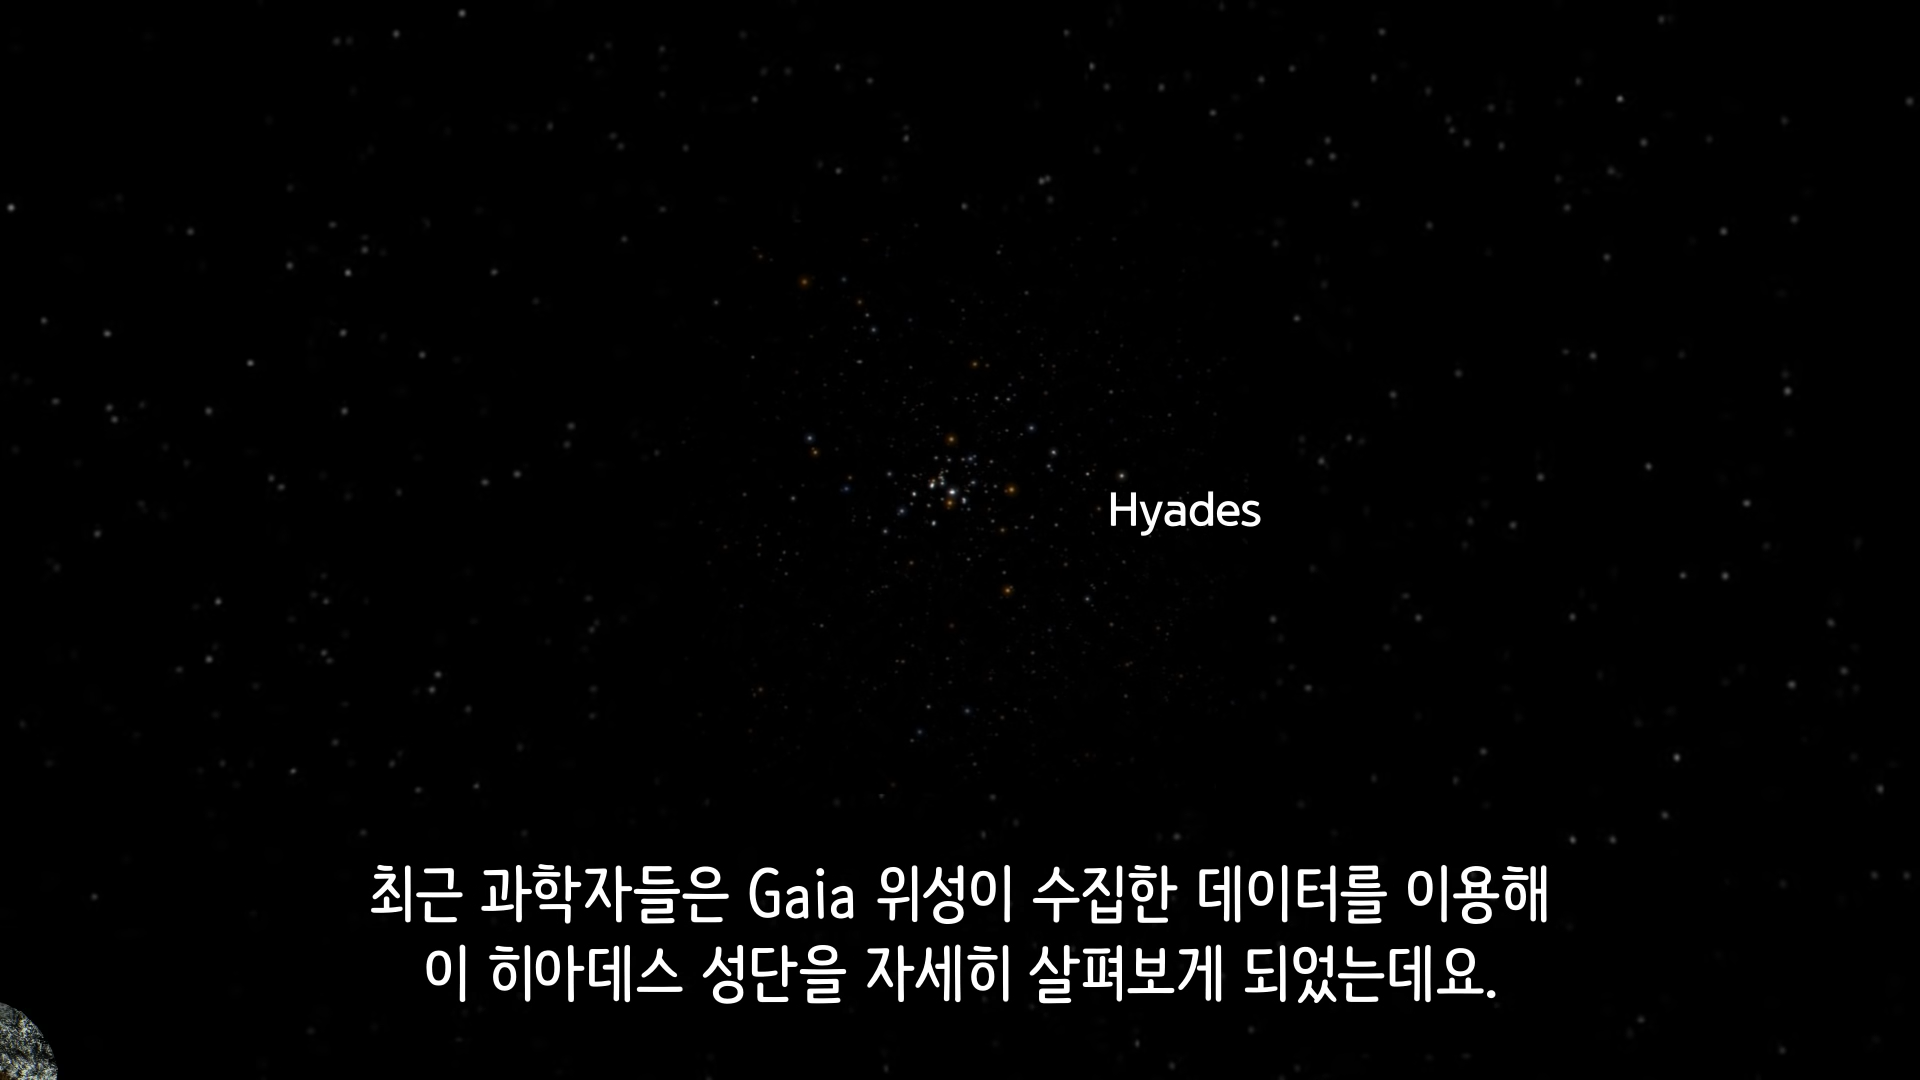 Hyades
최근 과학자들은 Gaia 위성이 수집한 데이터를 이용해
이 히아데스 성단을 자세히 살펴보게 되었는데요.